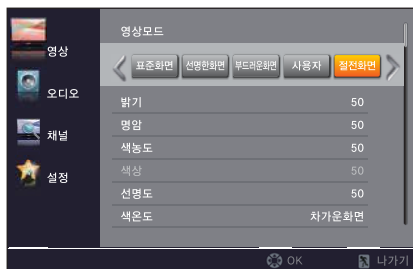 영상
오디오
채널
설정
영상모드
표준화면 선명한화면 부드러운화면 사용자 절전화면
밝기 50
명암 50
색농도 50
색상 50
선명도 50
색온도 차가운화면
OK 나가기